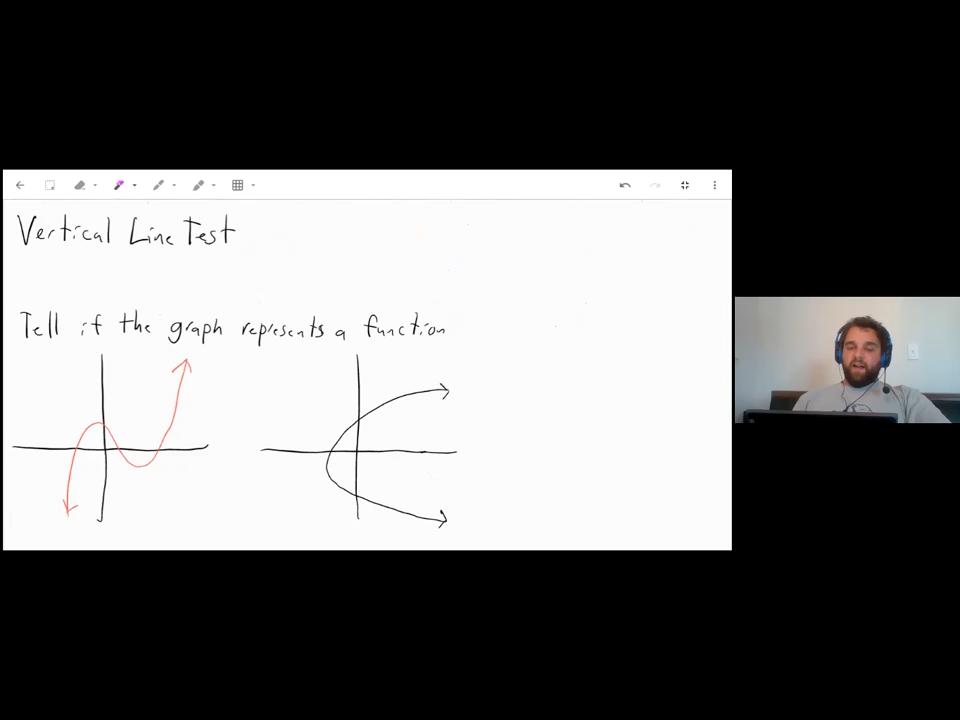 Vertical Line Test
Tell if the graph represents a function